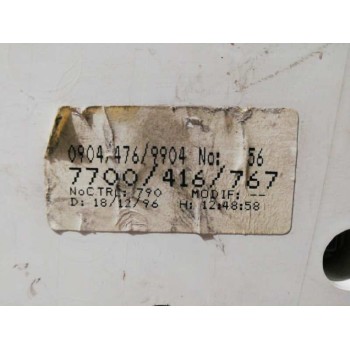 0904/476/9904 No: 56
7700/416/767
NoCTRL: 790 MODIF: --
D: 18/12/96 H: 12:48:58